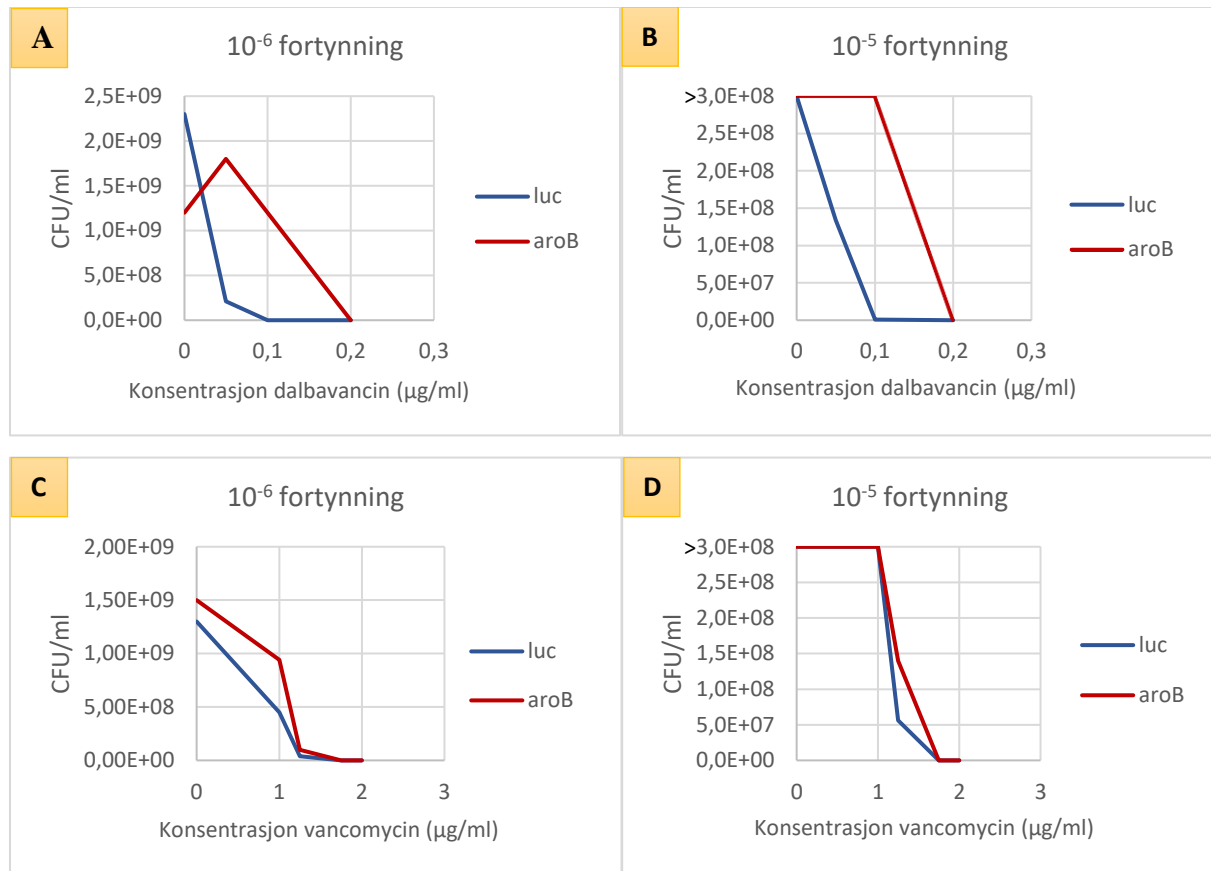 A
10⁻⁶ fortynning
2,5E+09
2,0E+09
1,5E+09
1,0E+09
5,0E+08
0,0E+00
CFU/ml
0 0,1 0,2 0,3
Konsentrasjon dalbavancin (µg/ml)
luc
aroB
B
10⁻⁵ fortynning
>3,0E+08
2,5E+08
2,0E+08
1,5E+08
1,0E+08
5,0E+07
0,0E+00
CFU/ml
0 0,1 0,2 0,3
Konsentrasjon dalbavancin (µg/ml)
luc
aroB
C
10⁻⁶ fortynning
2,00E+09
1,50E+09
1,00E+09
5,00E+08
0,00E+00
CFU/ml
0 1 2 3
Konsentrasjon vancomycin (µg/ml)
luc
aroB
D
10⁻⁵ fortynning
>3,0E+08
2,5E+08
2,0E+08
1,5E+08
1,0E+08
5,0E+07
0,0E+00
CFU/ml
0 1 2 3
Konsentrasjon vancomycin (µg/ml)
luc
aroB